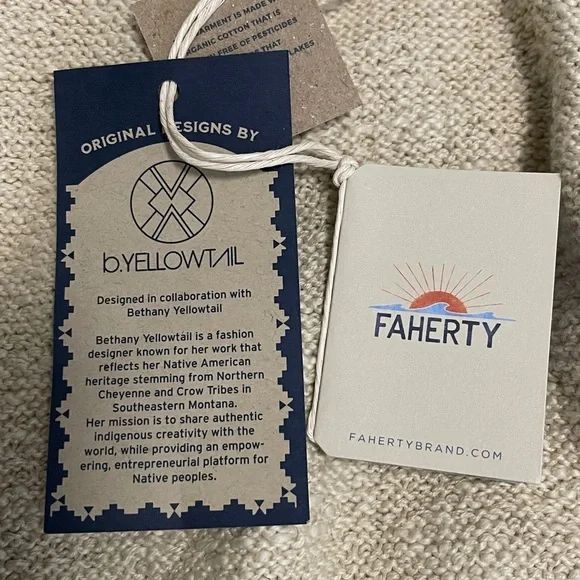 GARMENT IS MADE W
ORGANIC COTTON THAT IS
FREE OF PESTICIDES
THAT
LAKES
ORIGINAL DESIGNS BY
b.YELLOWTAIL
Designed in collaboration with
Bethany Yellowtail
Bethany Yellowtail is a fashion
designer known for her work that
reflects her Native American
heritage stemming from Northern
Cheyenne and Crow Tribes in
Southeastern Montana.
Her mission is to share authentic
indigenous creativity with the
world, while providing an empow-
ering, entrepreneurial platform for
Native peoples.
FAHERTY
FAHERTYBRAND.COM